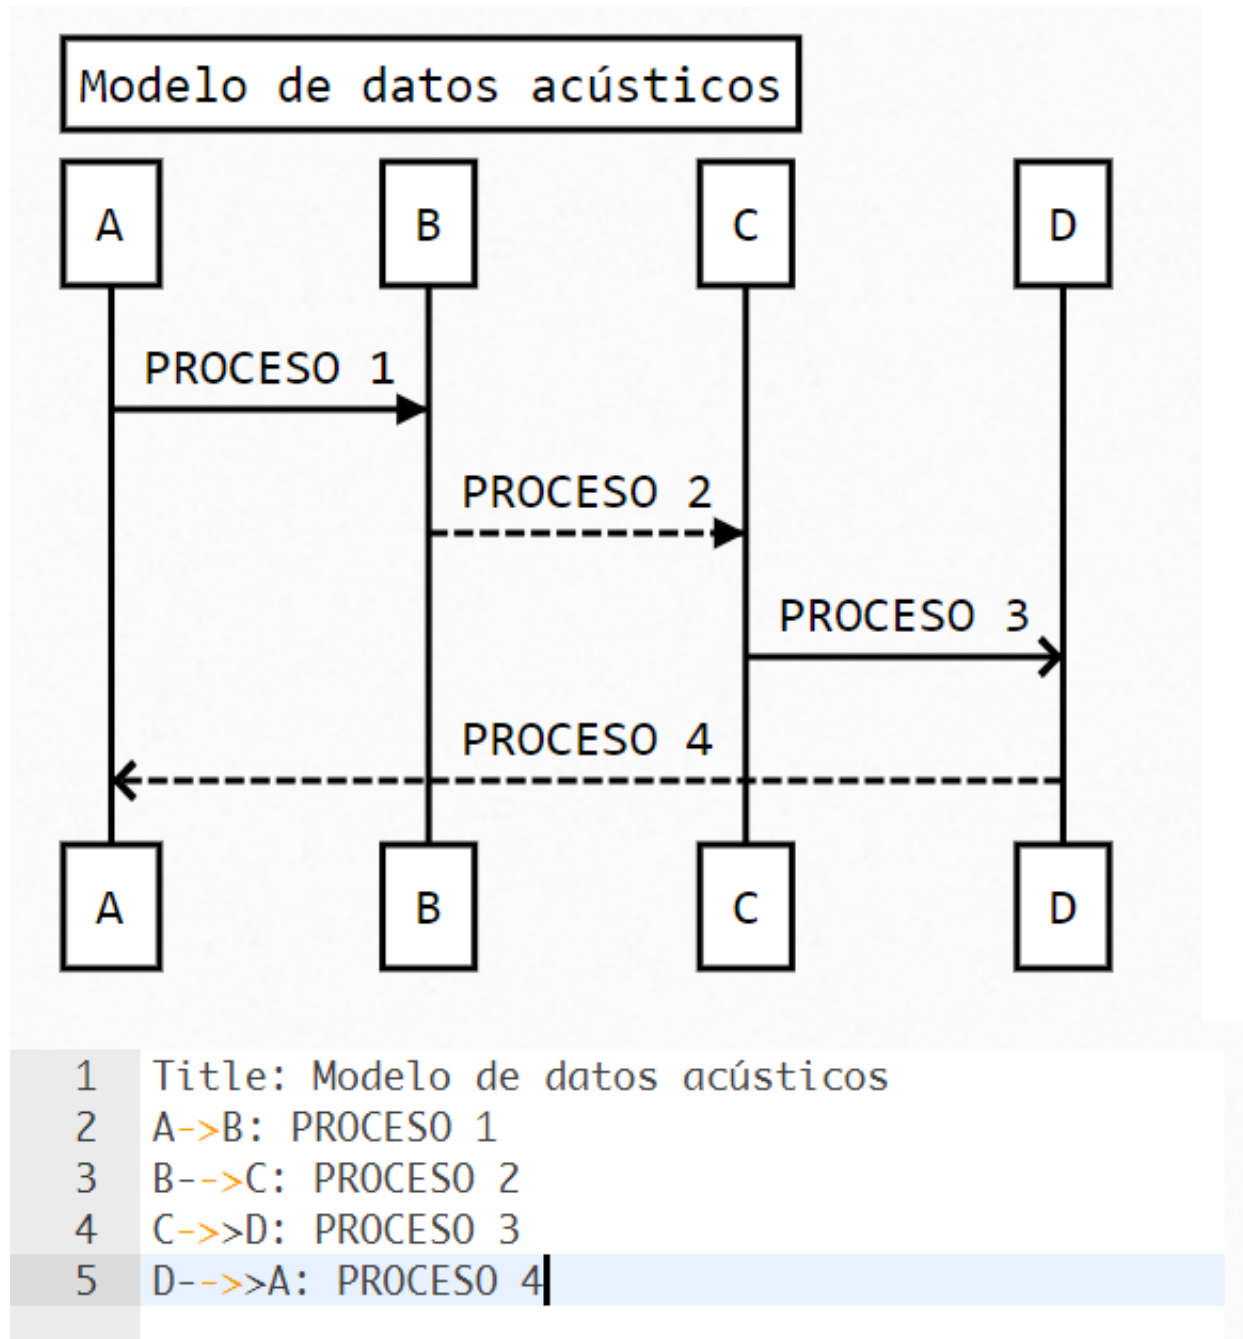 Modelo de datos acústicos
A B C D
PROCESO 1
PROCESO 2
PROCESO 3
PROCESO 4
A B C D
1 Title: Modelo de datos acústicos
2 A->B: PROCESO 1
3 B-->C: PROCESO 2
4 C->>D: PROCESO 3
5 D-->>A: PROCESO 4